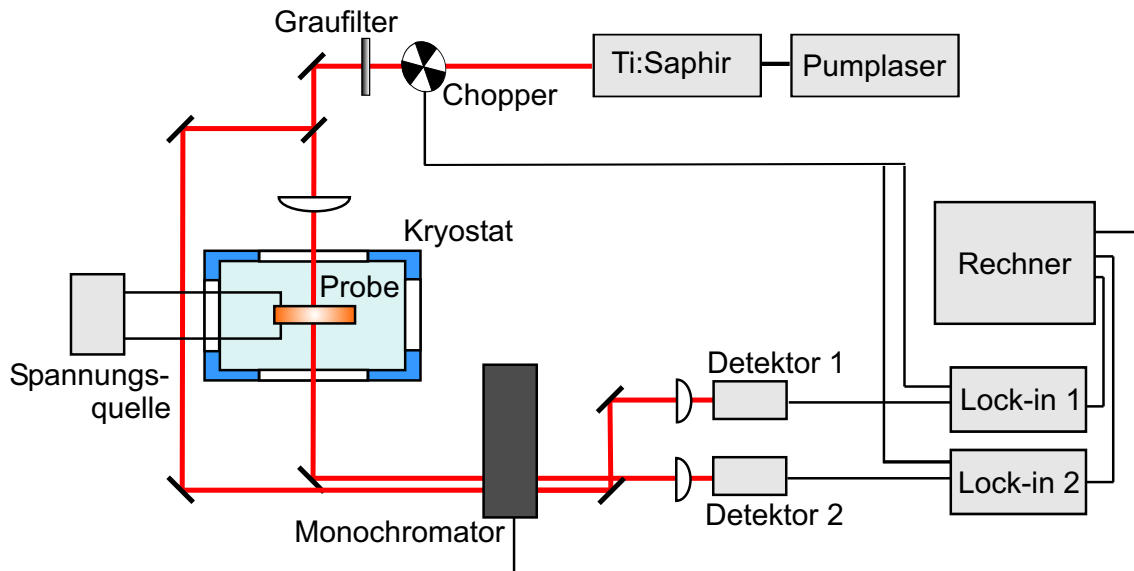 Graufilter
Chopper
Ti:Saphir
Pumplaser
Kryostat
Probe
Spannungs-
quelle
Rechner
Detektor 1
Lock-in 1
Detektor 2
Lock-in 2
Monochromator